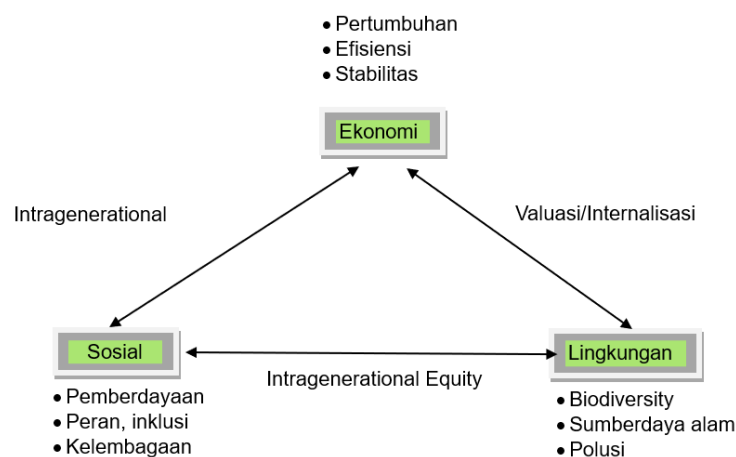 • Pertumbuhan
• Efisiensi
• Stabilitas
Ekonomi
Intragenerational
Valuasi/Internalisasi
Sosial
Lingkungan
Intragenerational Equity
• Pemberdayaan
• Peran, inklusi
• Kelembagaan
• Biodiversity
• Sumberdaya alam
• Polusi